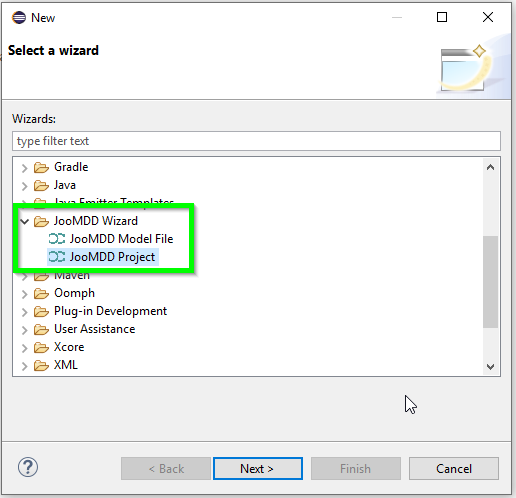 New
Select a wizard
Wizards:
type filter text
Gradle
Java
Java Emitter Templates
JooMDD Wizard
JooMDD Model File
JooMDD Project
Maven
Oomph
Plug-in Development
User Assistance
Xcore
XML
?
< Back
Next >
Finish
Cancel